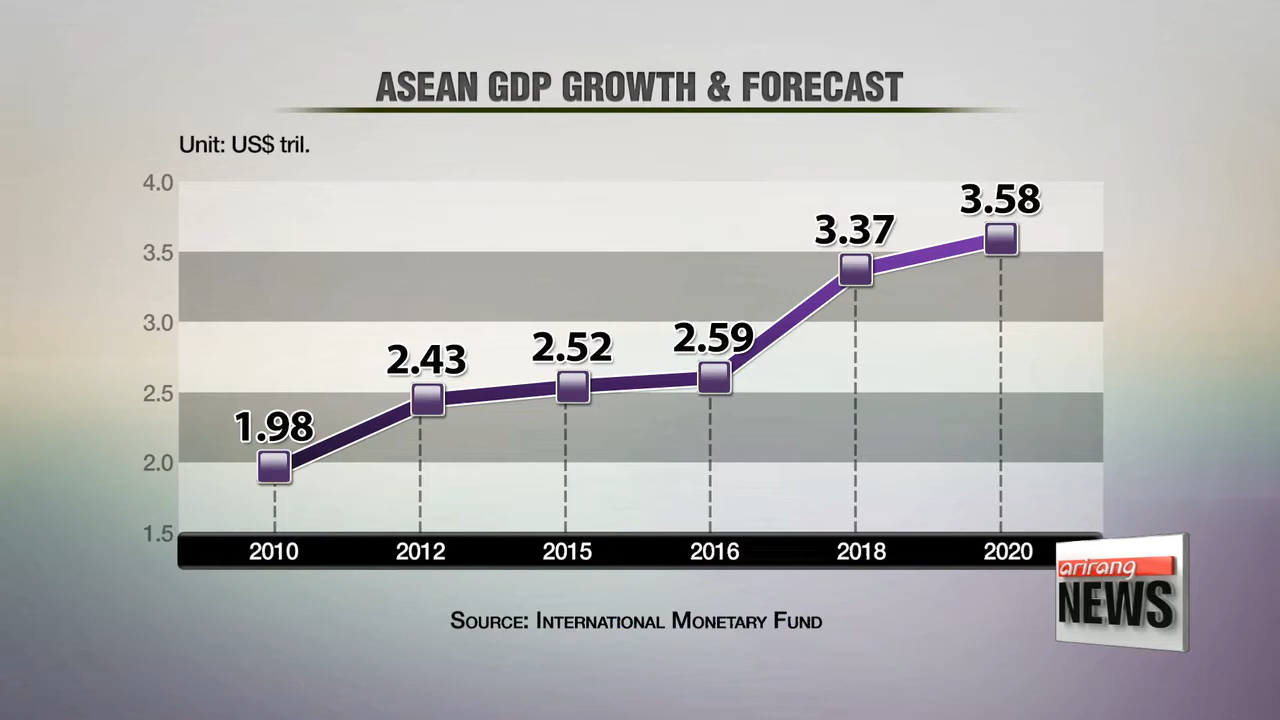 ASEAN GDP GROWTH & FORECAST
Unit: US$ tril.
4.0
3.5
3.0
2.5
2.0
1.5
1.98
2.43
2.52
2.59
3.37
3.58
2010 2012 2015 2016 2018 2020
SOURCE: INTERNATIONAL MONETARY FUND
arirang
NEWS